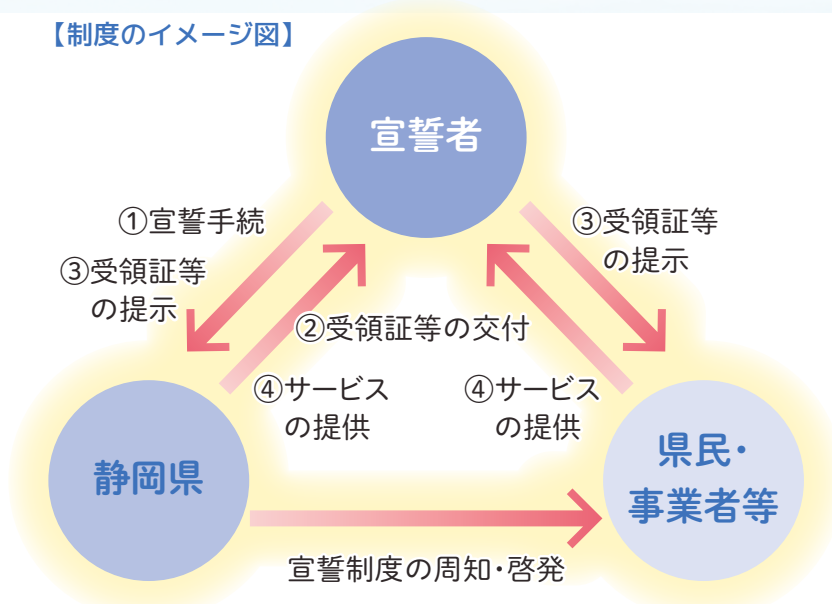 【制度のイメージ図】
宣誓者
①宣誓手続
③受領証等
の提示
③受領証等
の提示
②受領証等の交付
④サービス
の提供
④サービス
の提供
静岡県
県民・
事業者等
宣誓制度の周知・啓発